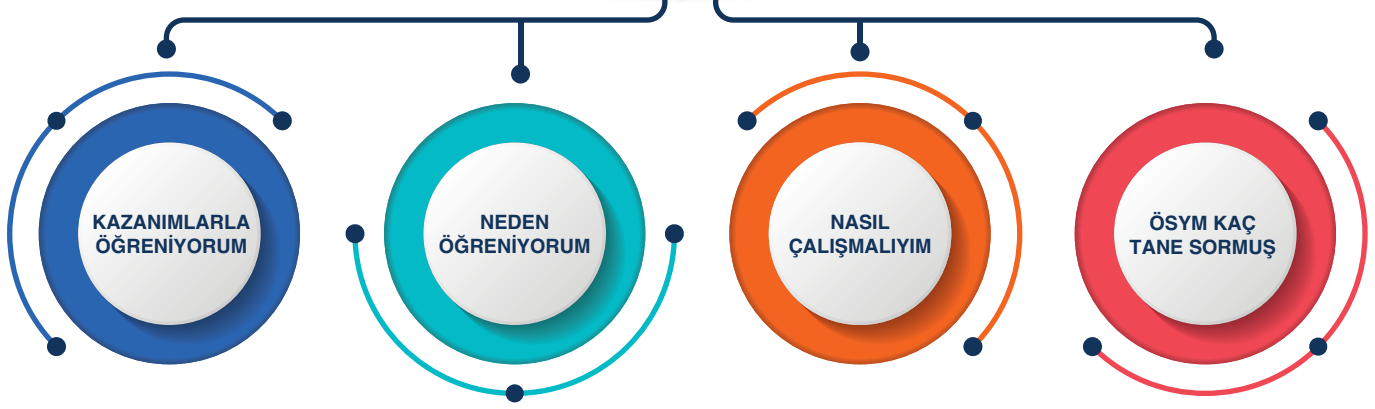 KAZANIMLARLA
ÖĞRENİYORUM
NEDEN
ÖĞRENİYORUM
NASIL
ÇALIŞMALIYIM
ÖSYM KAÇ
TANE SORMUŞ